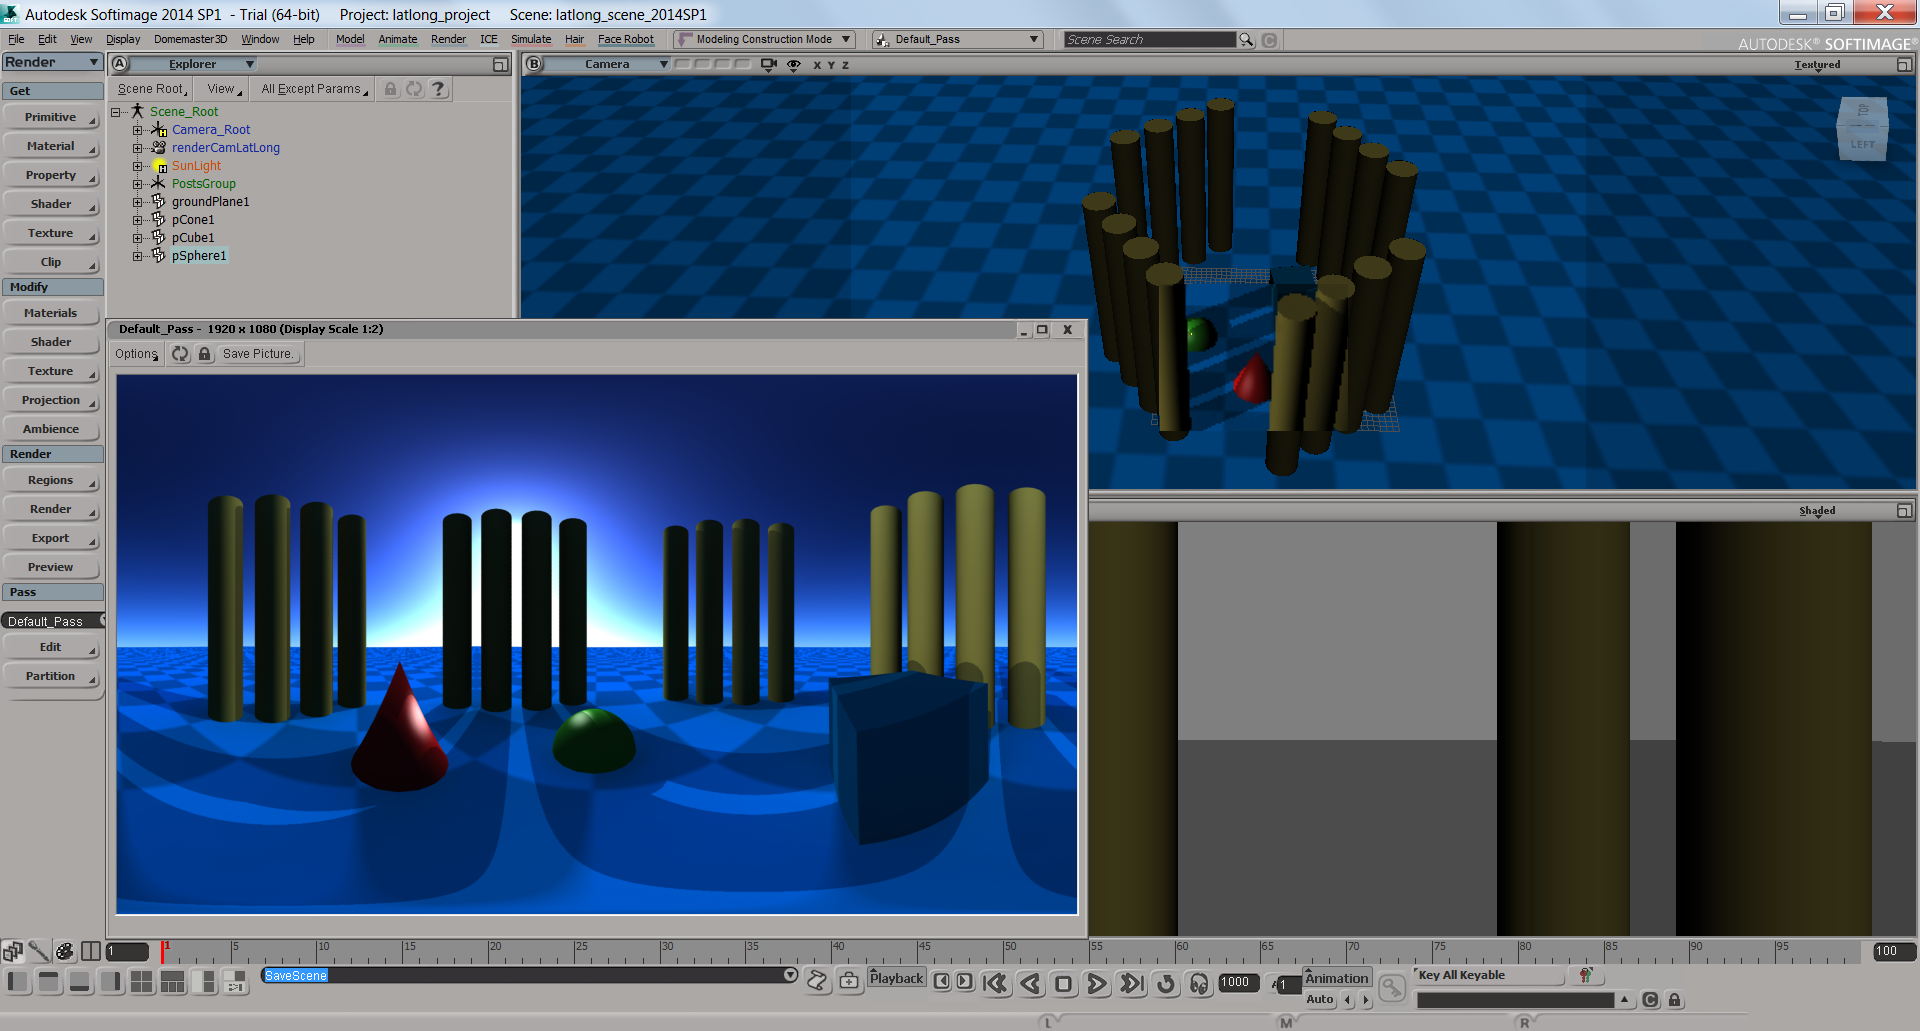 Autodesk Softimage 2014 SP1 - Trial (64-bit) Project: latlong_project Scene: latlong_scene_2014SP1
File Edit View Display Domemaster3D Window Help Model Animate Render ICE Simulate Hair Face Robot Modeling Construction Mode Default_Pass Scene Search C
AUTODESK® SOFTIMAGE®
Render A Explorer B Camera X Y Z Textured
Get
Scene Root View All Except Params ?
Primitive
Material
Property
Shader
Texture
Clip
Modify
Materials
Shader
Texture
Projection
Ambience
Render
Regions
Render
Export
Preview
Pass
Default_Pass
Edit
Partition
Scene_Root
Camera_Root
renderCamLatLong
SunLight
PostsGroup
groundPlane1
pCone1
pCube1
pSphere1
TOP
LEFT
Default_Pass - 1920 x 1080 (Display Scale 1:2)
Options Save Picture.
Shaded
1 1 5 10 15 20 25 30 35 40 45 50 55 60 65 70 75 80 85 90 95 100
SaveScene Playback 1000 1 Animation Key All Keyable
Auto C
L M R